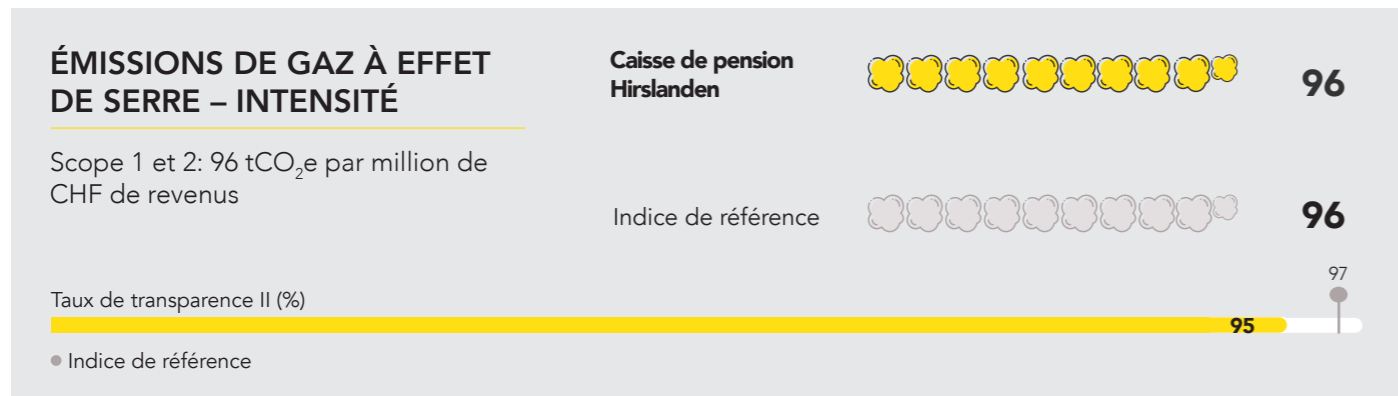 ÉMISSIONS DE GAZ À EFFET
DE SERRE – INTENSITÉ
Scope 1 et 2: 96 tCO₂e par million de
CHF de revenus
Caisse de pension
Hirslanden
96
Indice de référence
96
97
Taux de transparence II (%)
95
Indice de référence